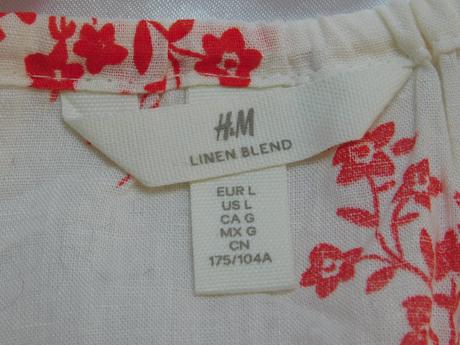 H&M
LINEN BLEND
EUR L
US L
CA G
MX G
CN
175/104A